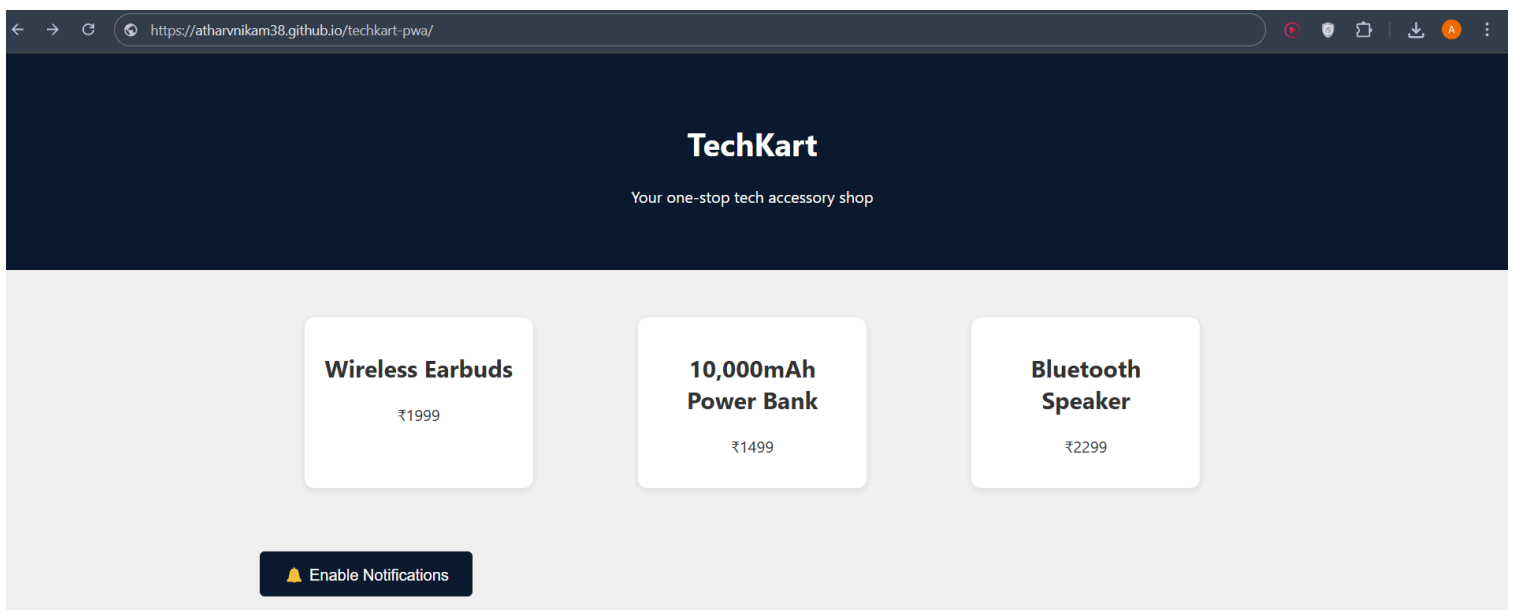 https://atharvnikam38.github.io/techkart-pwa/
A
TechKart
Your one-stop tech accessory shop
Wireless Earbuds
₹1999
10,000mAh
Power Bank
₹1499
Bluetooth
Speaker
₹2299
🔔 Enable Notifications